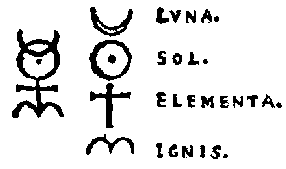 LVNA.
SOL.
ELEMENTA.
IGNIS.